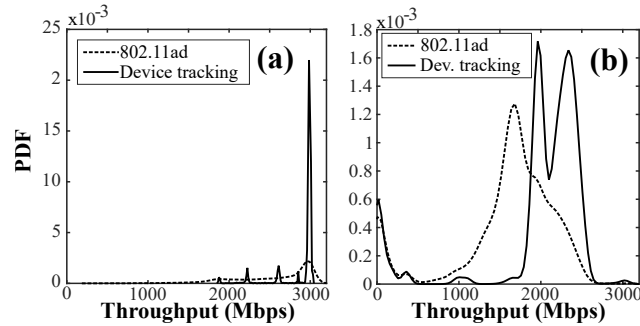 x10⁻³
25
20
15
10
5
0
PDF
802.11ad
Device tracking
(a)
0 1000 2000 3000
Throughput (Mbps)
x10⁻³
1.8
1.6
1.4
1.2
1
0.8
0.6
0.4
0.2
0
802.11ad
Dev. tracking
(b)
0 1000 2000 3000
Throughput (Mbps)